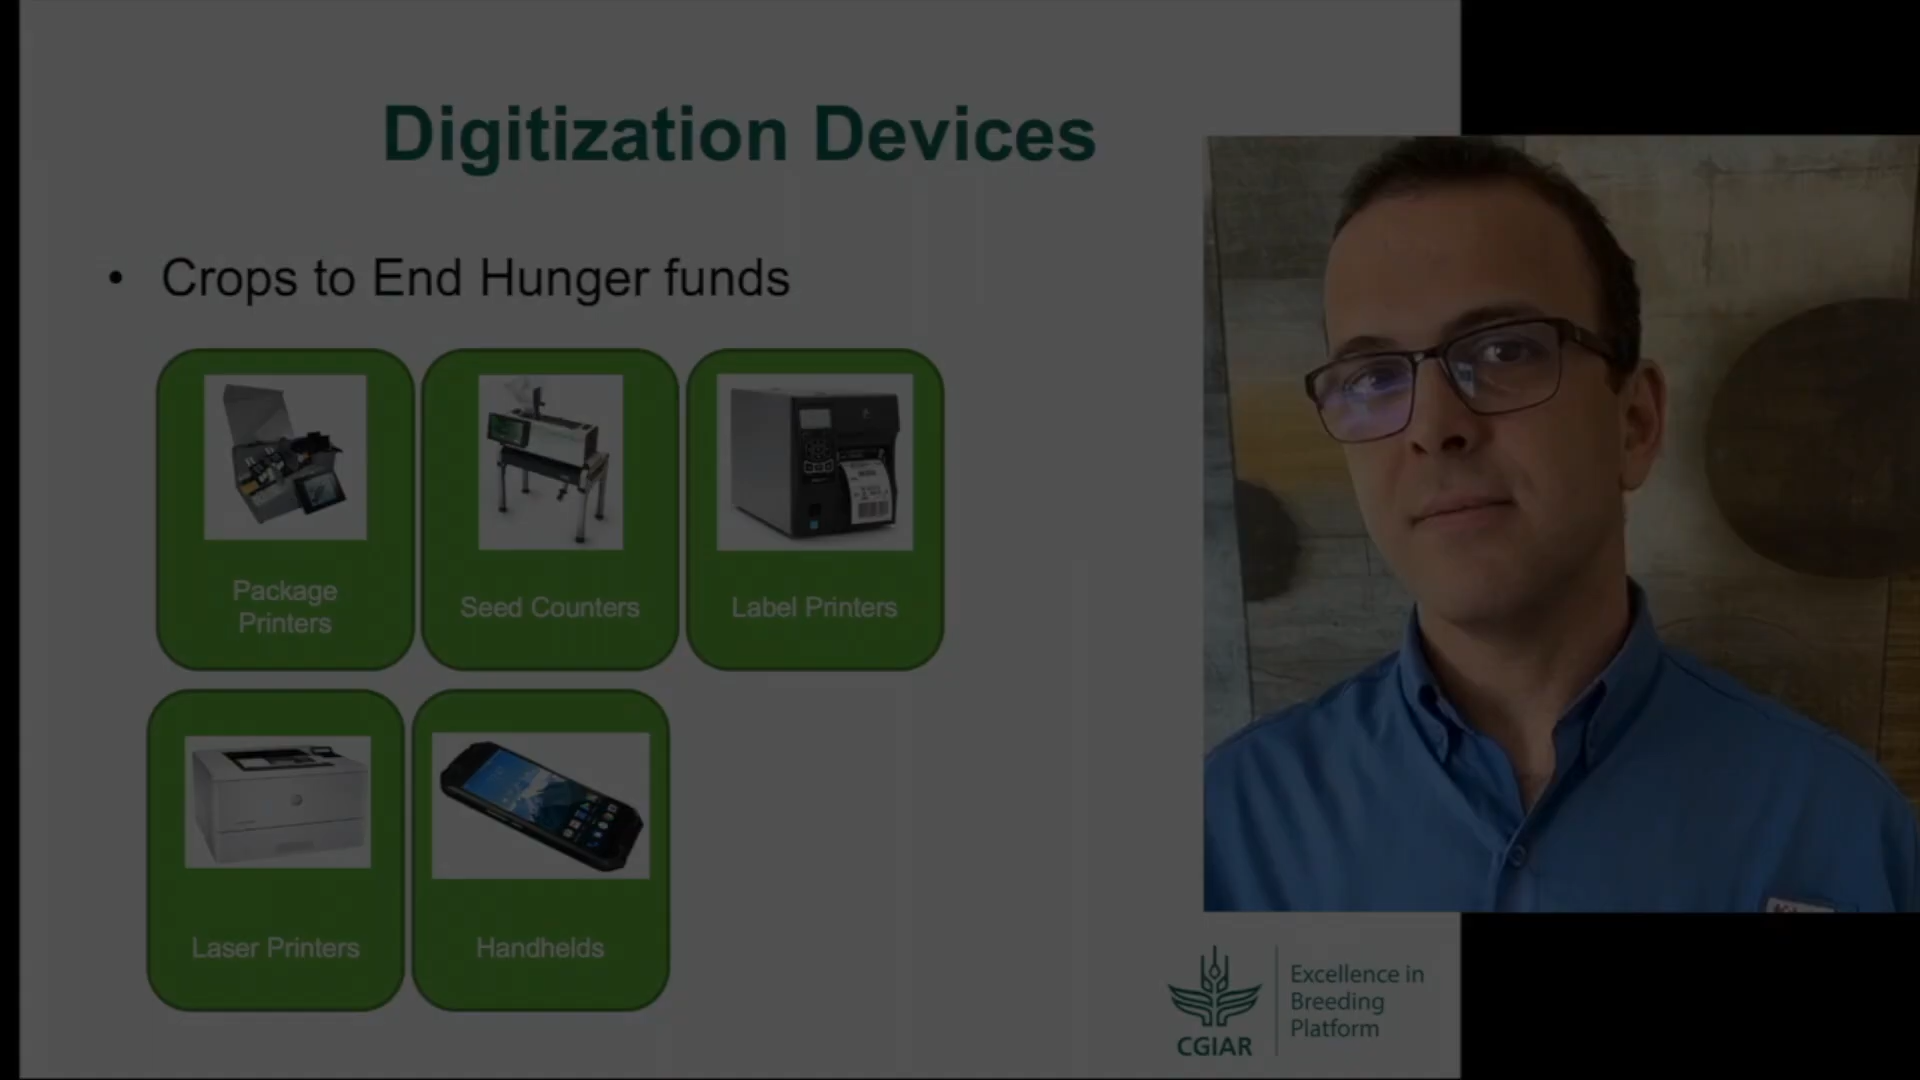 Digitization Devices
• Crops to End Hunger funds
Package
Printers
Seed Counters
Label Printers
Laser Printers
Handhelds
CGIAR
Excellence in
Breeding
Platform